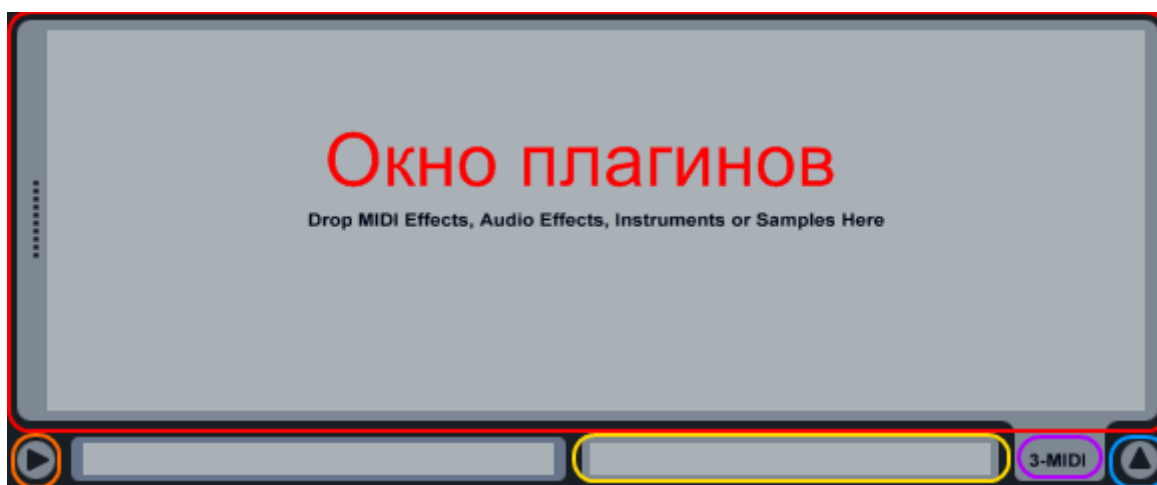 Окно плагинов
Drop MIDI Effects, Audio Effects, Instruments or Samples Here
3-MIDI